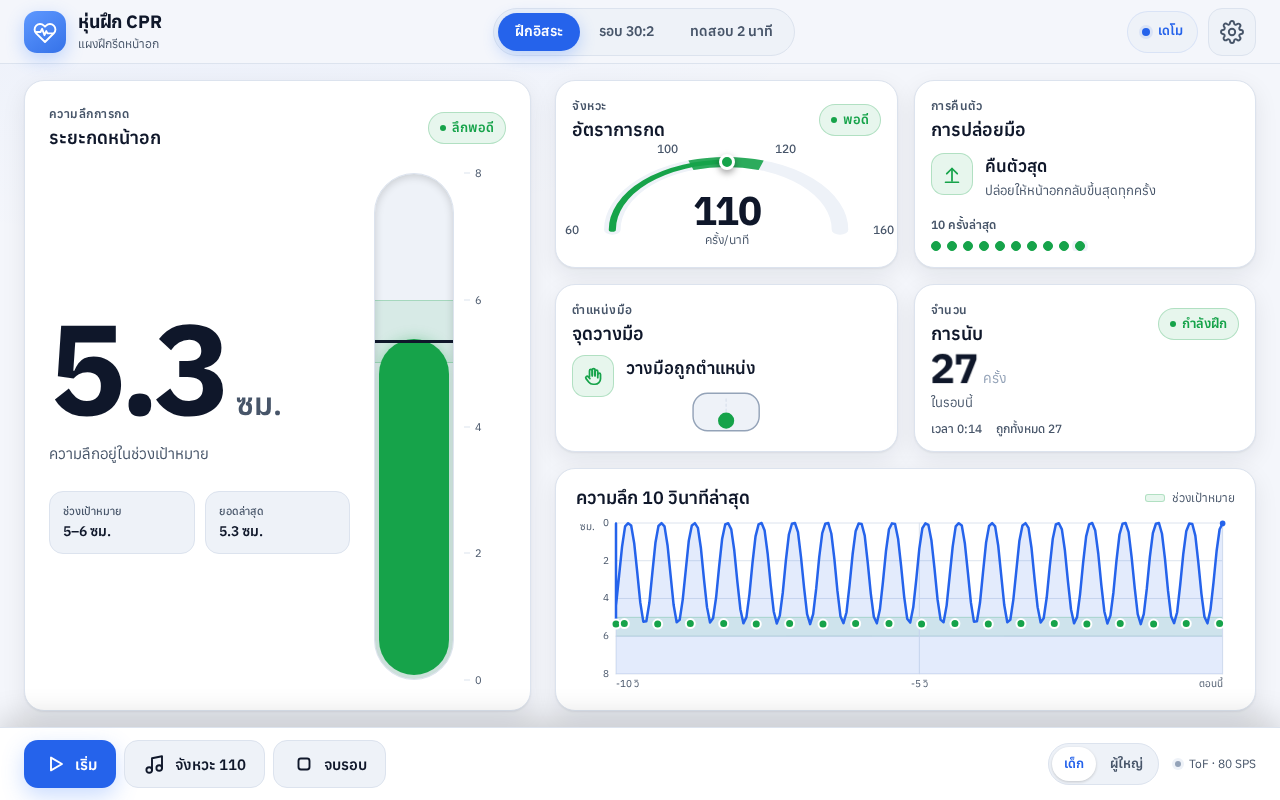 หุ่นฝึก CPR
แผงฝึกรีดหน้าอก
ฝึกอิสระ
รอบ 30:2
ทดสอบ 2 นาที
เดโม
ความลึกการกด
ระยะกดหน้าอก
ลึกพอดี
8
6
4
2
0
5.3 ซม.
ความลึกอยู่ในช่วงเป้าหมาย
ช่วงเป้าหมาย
5–6 ซม.
ยอดล่าสุด
5.3 ซม.
จังหวะ
อัตราการกด
พอดี
100
120
60
160
110
ครั้ง/นาที
การคืนตัว
การปล่อยมือ
คืนตัวสุด
ปล่อยให้หน้าอกกลับขึ้นสุดทุกครั้ง
10 ครั้งล่าสุด
ตำแหน่งมือ
จุดวางมือ
วางมือถูกตำแหน่ง
จำนวน
การนับ
กำลังฝึก
27 ครั้ง
ในรอบนี้
เวลา 0:14 ถูกทั้งหมด 27
ความลึก 10 วินาทีล่าสุด
ช่วงเป้าหมาย
ซม.
0
2
4
6
8
-10 วิ
-5 วิ
ตอนนี้
เริ่ม
จังหวะ 110
จบรอบ
เด็ก
ผู้ใหญ่
ToF · 80 SPS